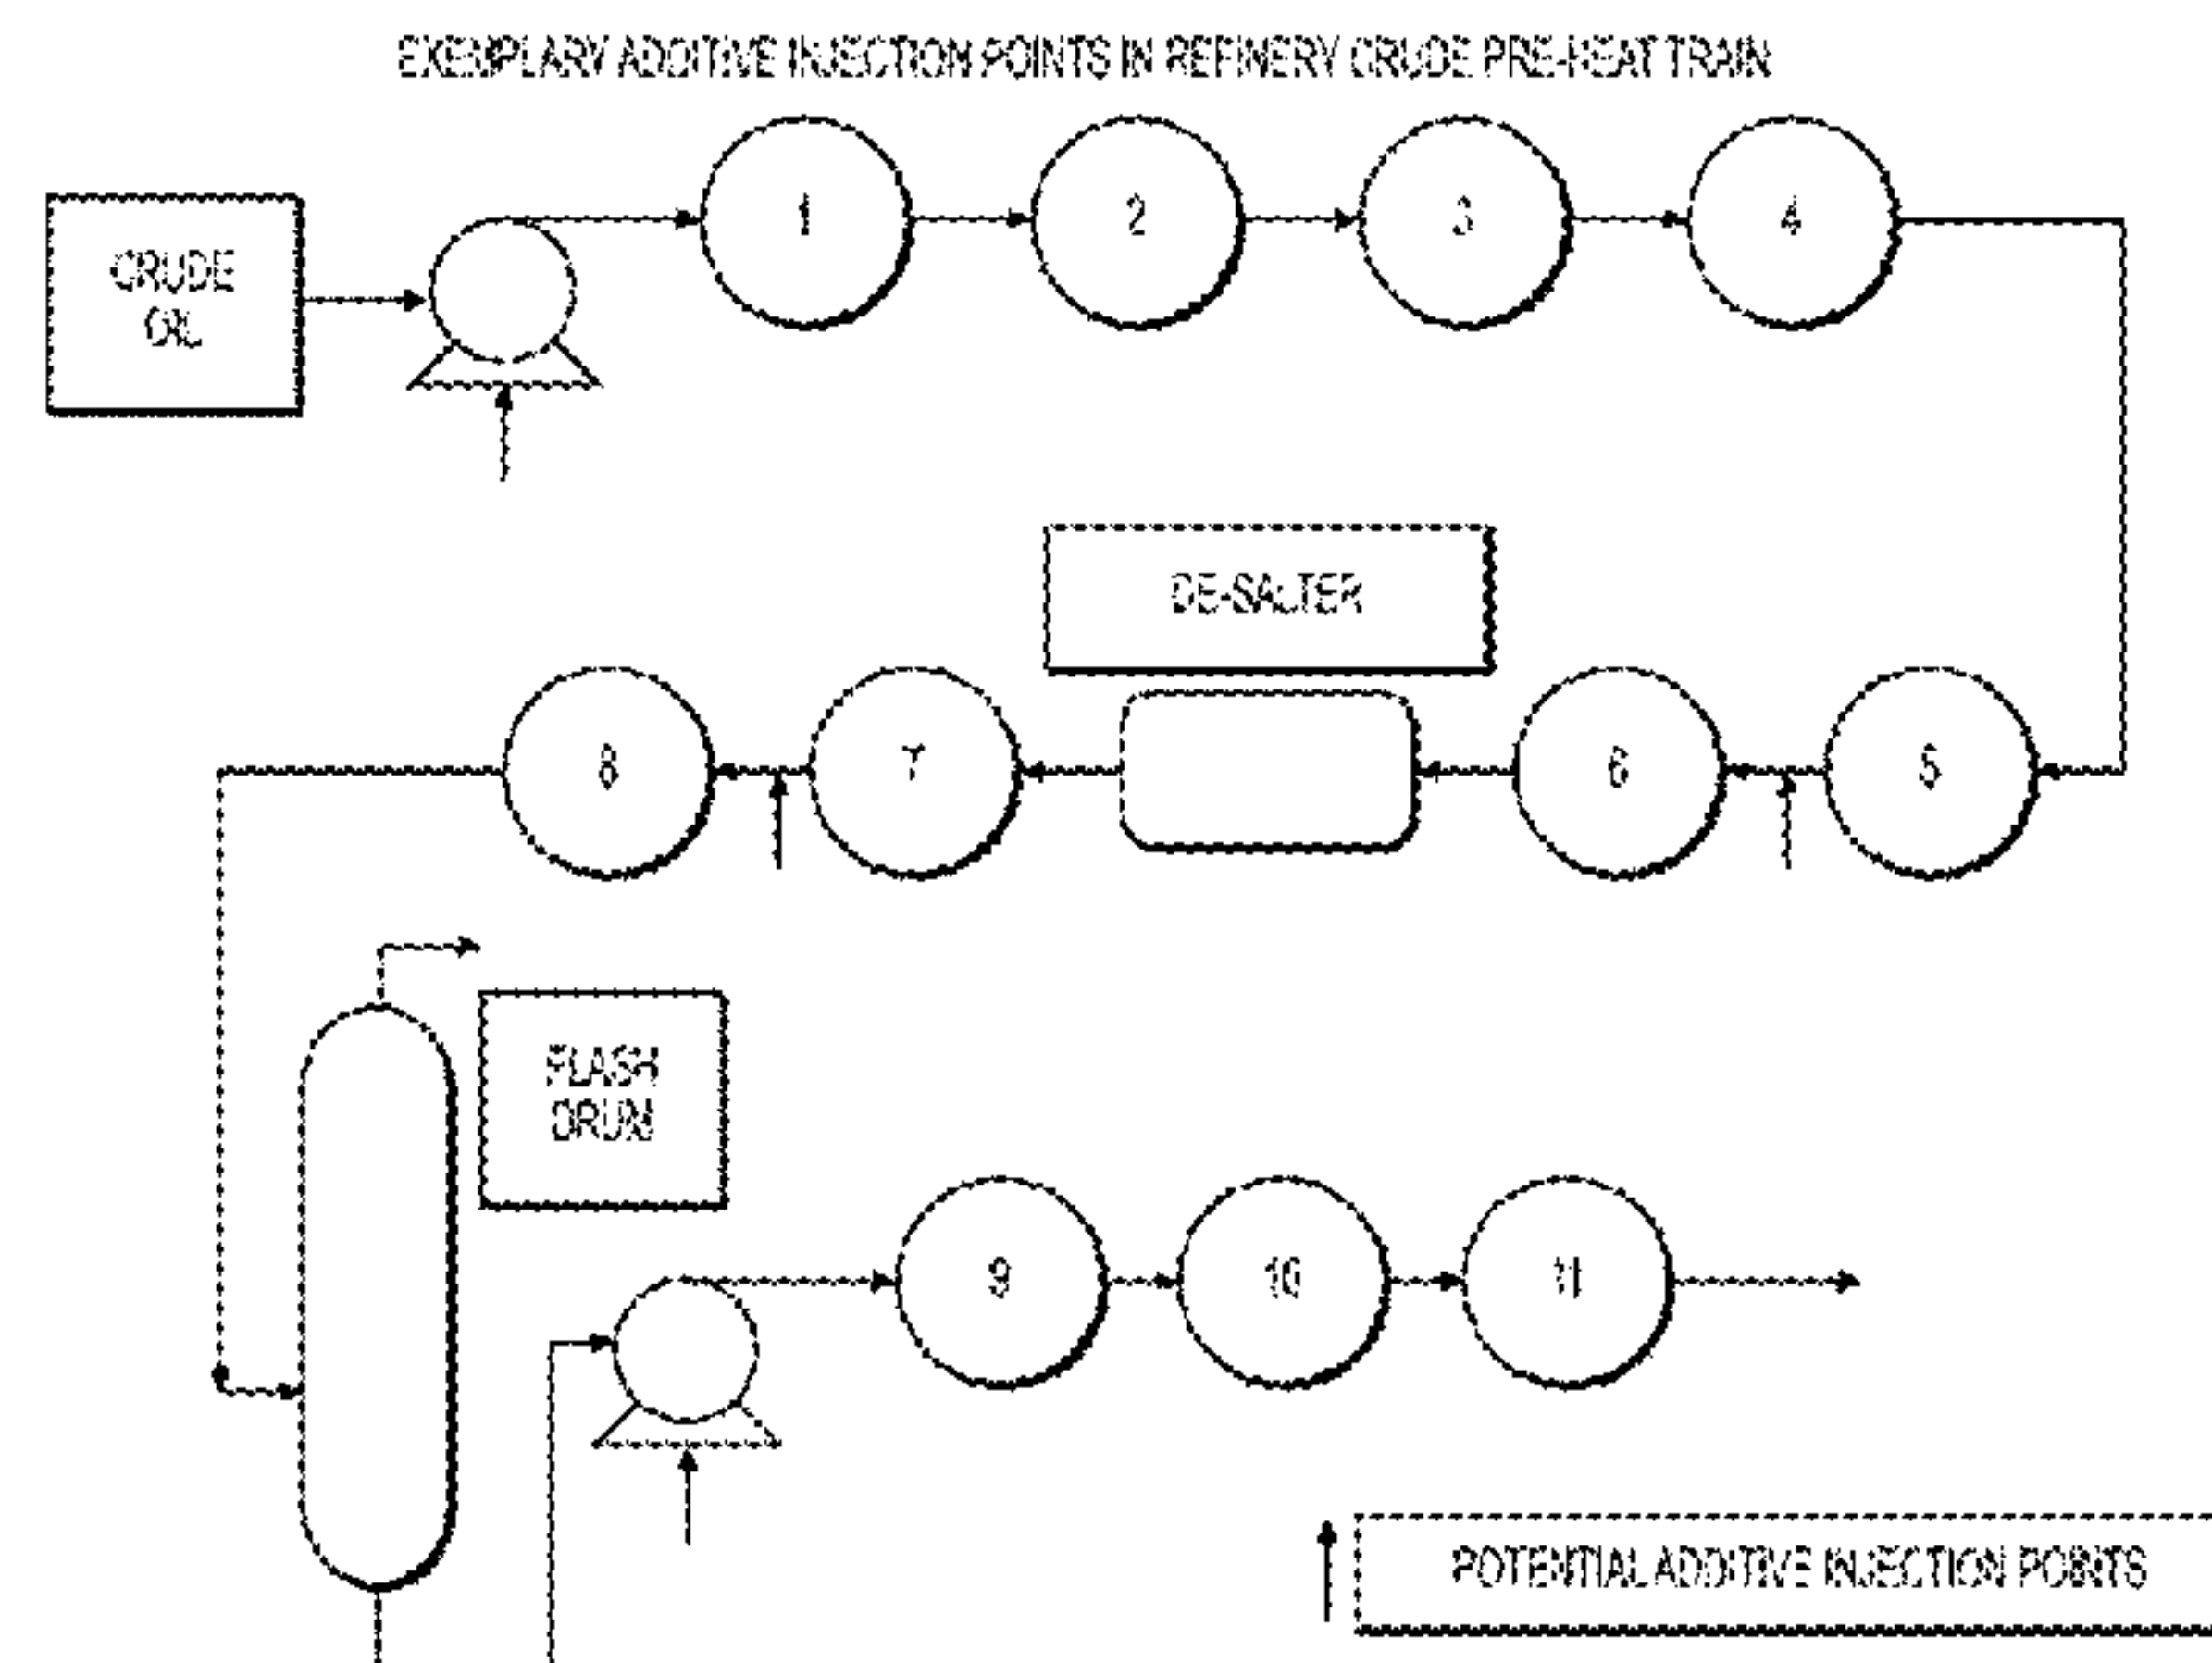 EXEMPLARY ADDITIVE INJECTION POINTS IN REFINERY CRUDE PRE-HEAT TRAIN
1
2
3
4
CRUDE
OIL
DE-SALTER
8
7
6
5
FLASH
DRUM
9
10
11
POTENTIAL ADDITIVE INJECTION POINTS